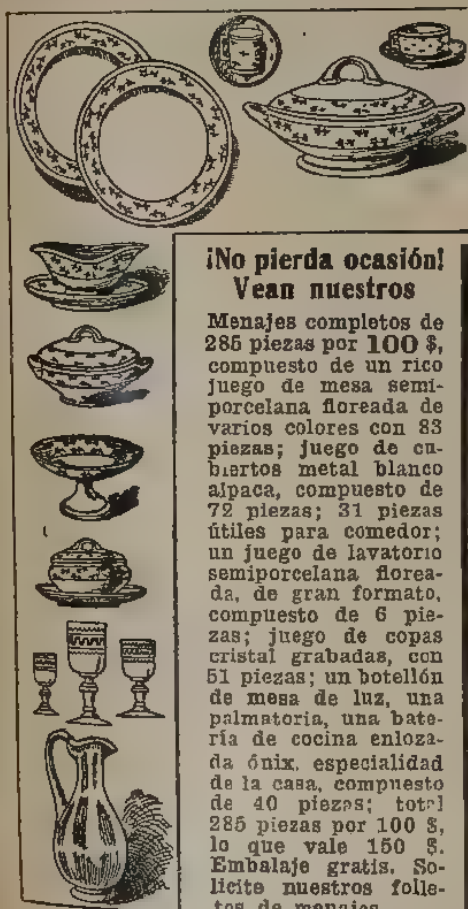 ¡No pierda ocasión!
Vean nuestros
Menajes completos de
285 piezas por 100 $,
compuesto de un rico
juego de mesa semi-
porcelana floreada de
varios colores con 83
piezas; juego de cu-
biertos metal blanco
alpaca, compuesto de
72 piezas; 31 piezas
útiles para comedor;
un juego de lavatorio
semiporcelana florea-
da, de gran formato,
compuesto de 6 pie-
zas; juego de copas
cristal grabadas, con
51 piezas; un botellón
de mesa de luz, una
palmatoria, una bate-
ría de cocina enloza-
da ónix, especialidad
de la casa, compuesto
de 40 piezas; total
285 piezas por 100 $,
lo que vale 150 $.
Embalaje gratis. So-
licite nuestros folle-
tos de menajes